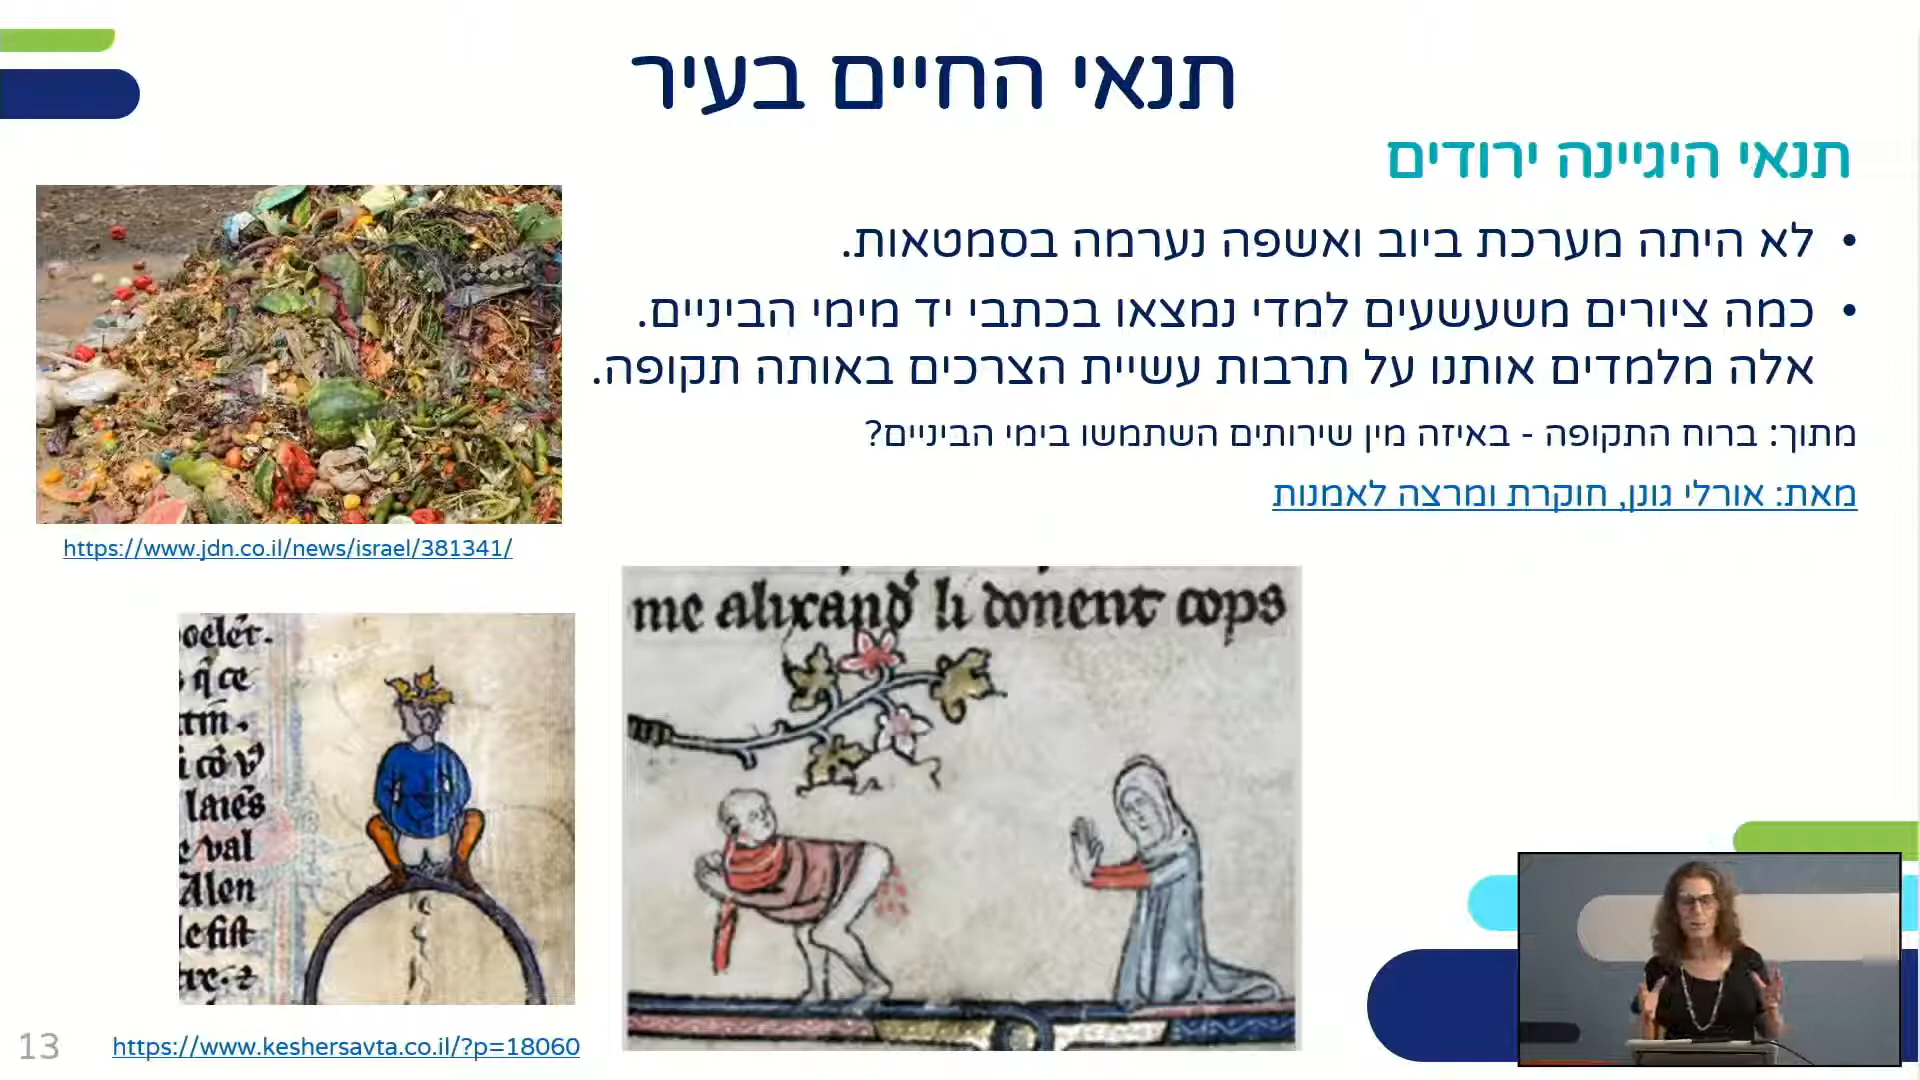 תנאי החיים בעיר
תנאי היגיינה ירודים
• לא היתה מערכת ביוב ואשפה נערמה בסמטאות.
• כמה ציורים משעשעים למדי נמצאו בכתבי יד מימי הביניים.
אלה מלמדים אותנו על תרבות עשיית הצרכים באותה תקופה.
מתוך: ברוח התקופה - באיזה מין שירותים השתמשו בימי הביניים?
מאת: אורלי גונן, חוקרת ומרצה לאמנות
https://www.jdn.co.il/news/israel/381341/
me alixand' li donent cops
val
Alen
https://www.keshersavta.co.il/?p=18060
13